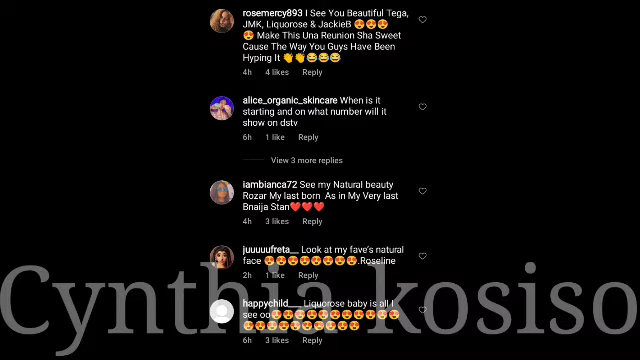 rosemercy893 I See You Beautiful Tega,
JMK, Liquorose & JackieB 😍😍😍
😍 Make This Una Reunion Sha Sweet
Cause The Way You Guys Have Been
Hyping It 👏👏😂😂😂
4h 4 likes Reply
alice_organic_skincare When is it
starting and on what number will it
show on dstv
6h 1 like Reply
View 3 more replies
iambianca72 See my Natural beauty
Rozar My last born As in My Very last
Bnaija Stan❤️❤️❤️
4h 3 likes Reply
juuuuufreta__ Look at my fave's natural
face 😍😍😍😍😍😍😍😍.Roseline
2h 1 like Reply
Cynthia kosiso
happychild____ Liquorose baby is all I
see oo😍😍😍😍😍😍😍😍😍😍😍
😍😍😍😍😍😍😍😍😍😍
6h 3 likes Reply